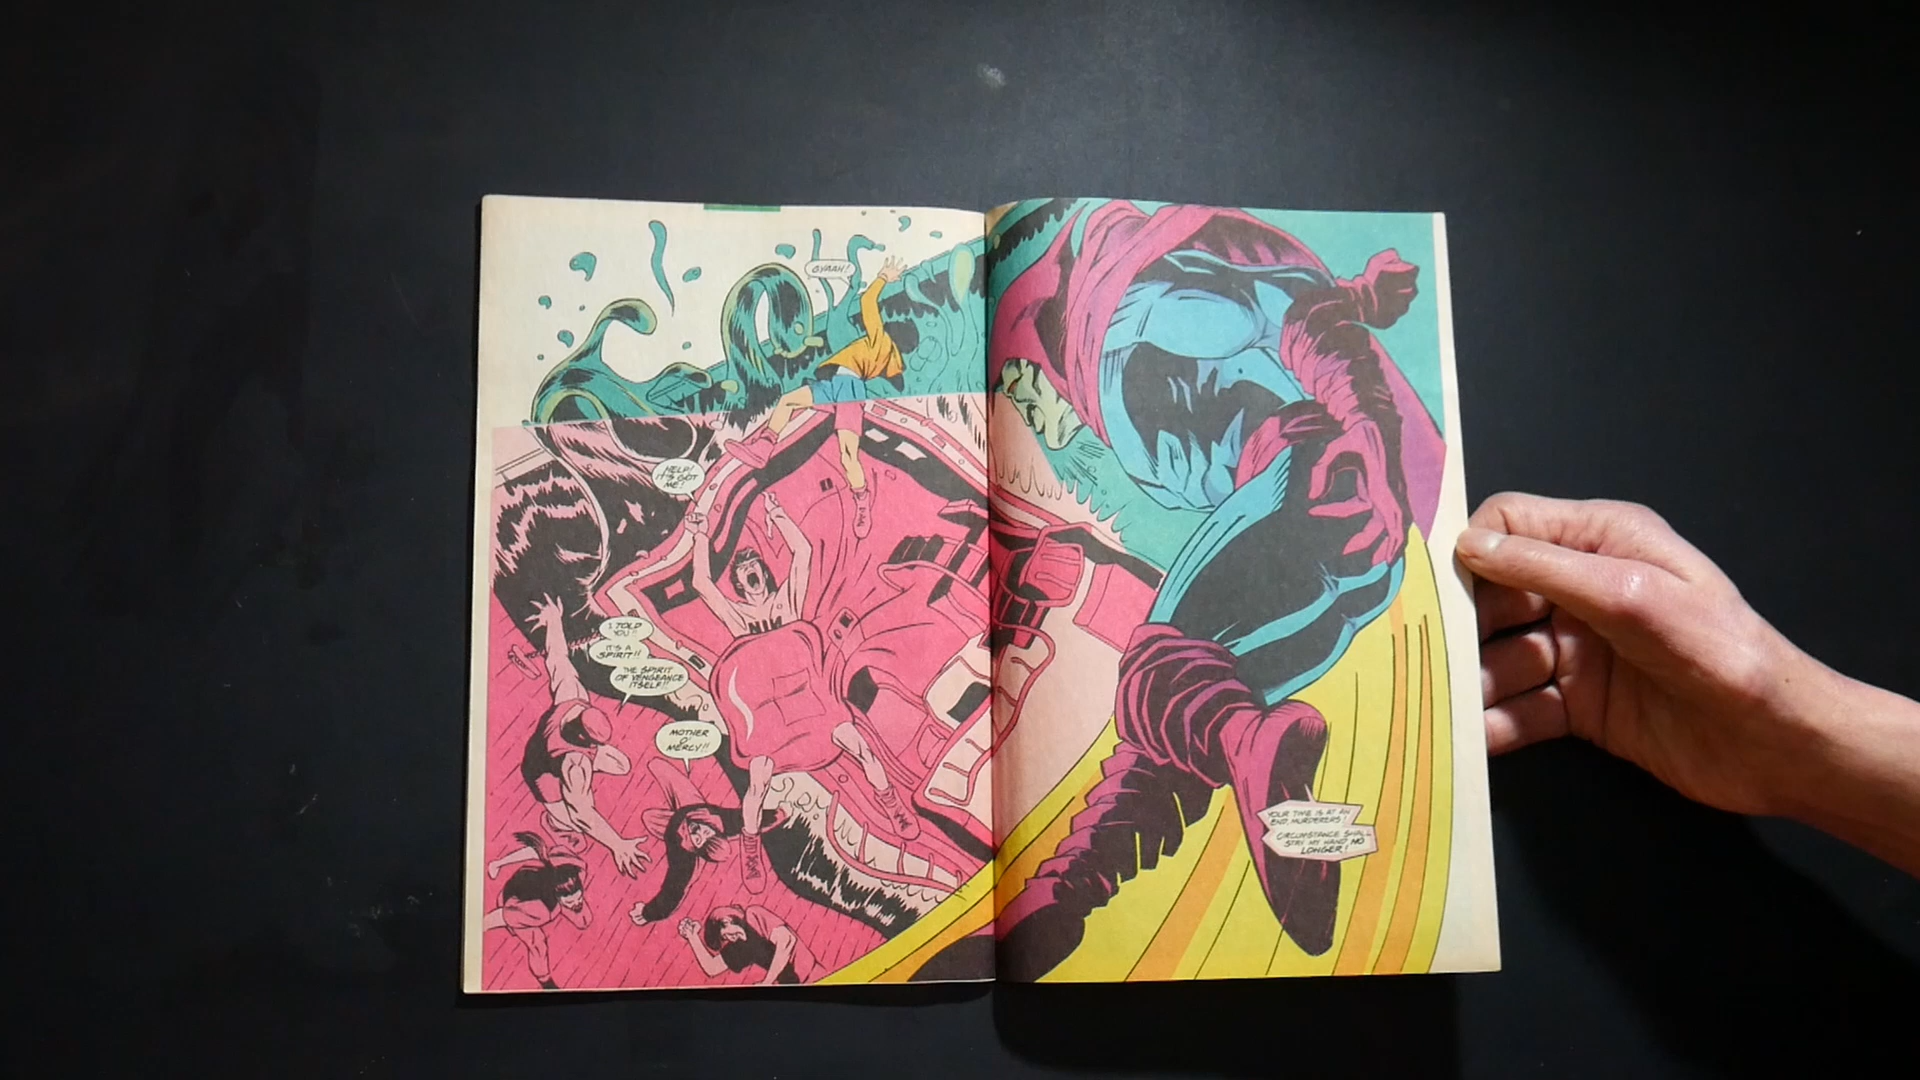 GYAAH!
HELP!
IT'S GOT
ME!
NIN
I TOLD
YOU!!
IT'S A
SPIRIT!!
THE SPIRIT
OF VENGEANCE
ITSELF!!
MOTHER
O'
MERCY!!
YOUR TIME IS AT AN
END, MURDERERS!
CIRCUMSTANCE SHALL
STAY MY HAND NO
LONGER!